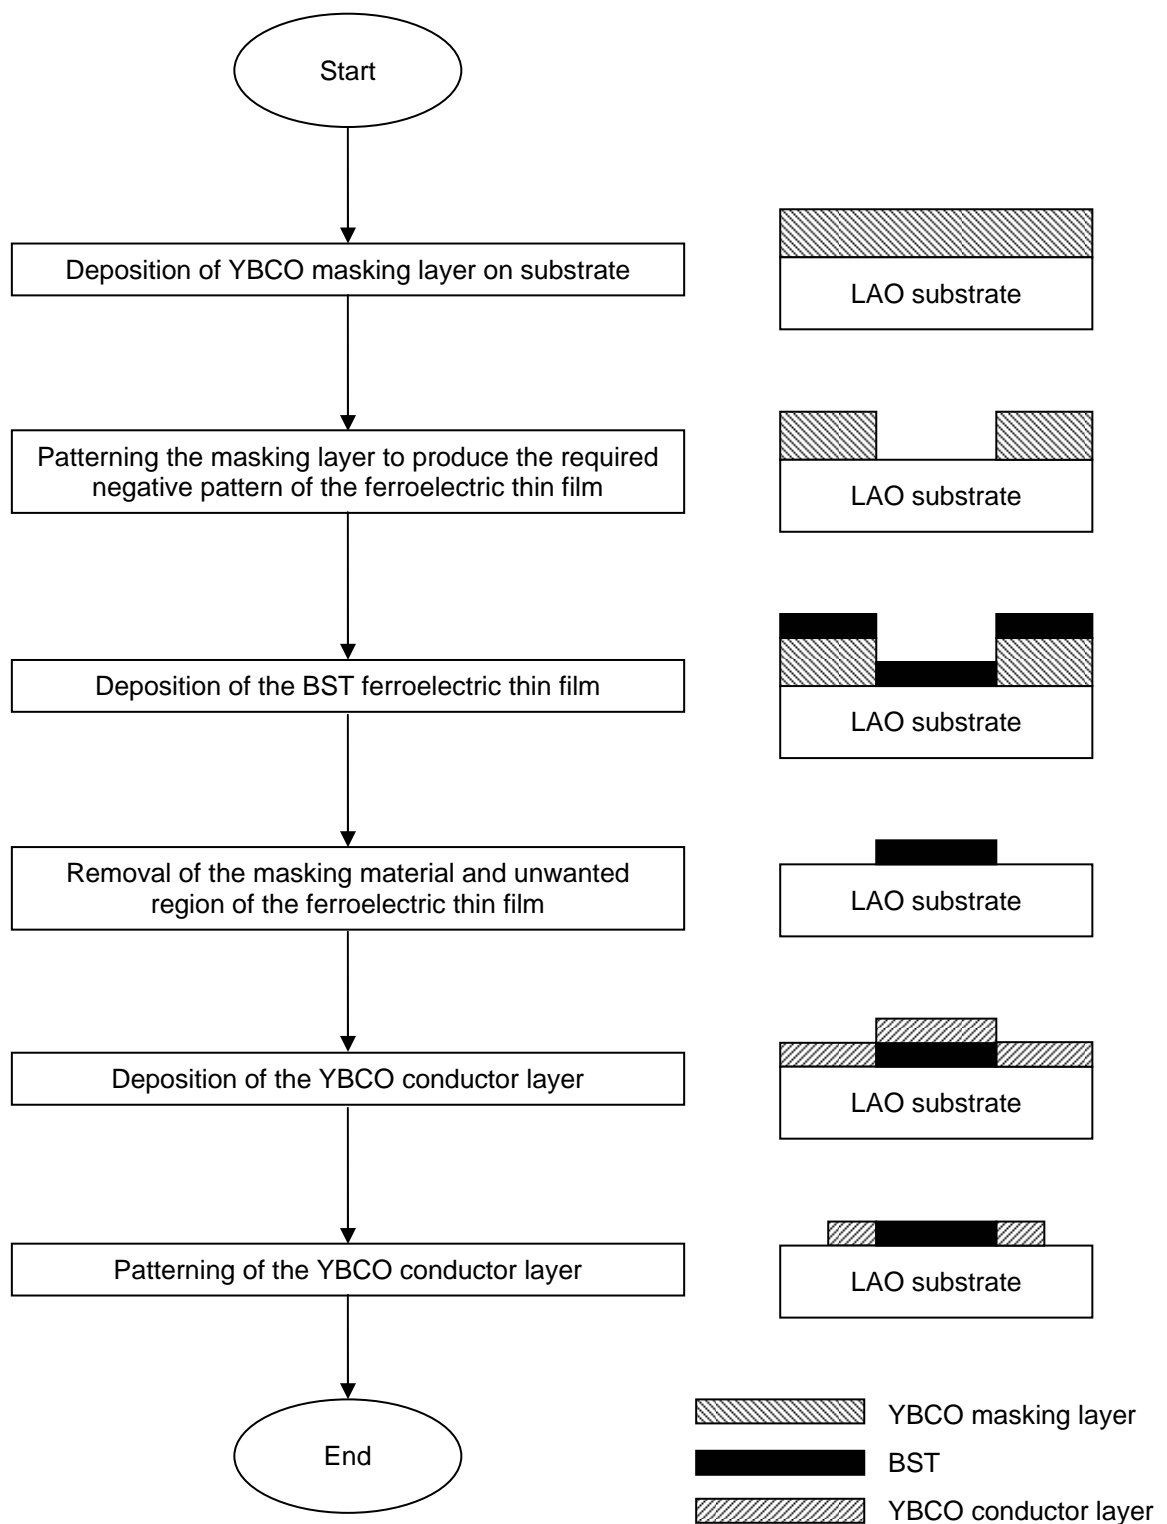 Start
Deposition of YBCO masking layer on substrate
LAO substrate
Patterning the masking layer to produce the required
negative pattern of the ferroelectric thin film
LAO substrate
Deposition of the BST ferroelectric thin film
LAO substrate
Removal of the masking material and unwanted
region of the ferroelectric thin film
LAO substrate
Deposition of the YBCO conductor layer
LAO substrate
Patterning of the YBCO conductor layer
LAO substrate
End
YBCO masking layer
BST
YBCO conductor layer